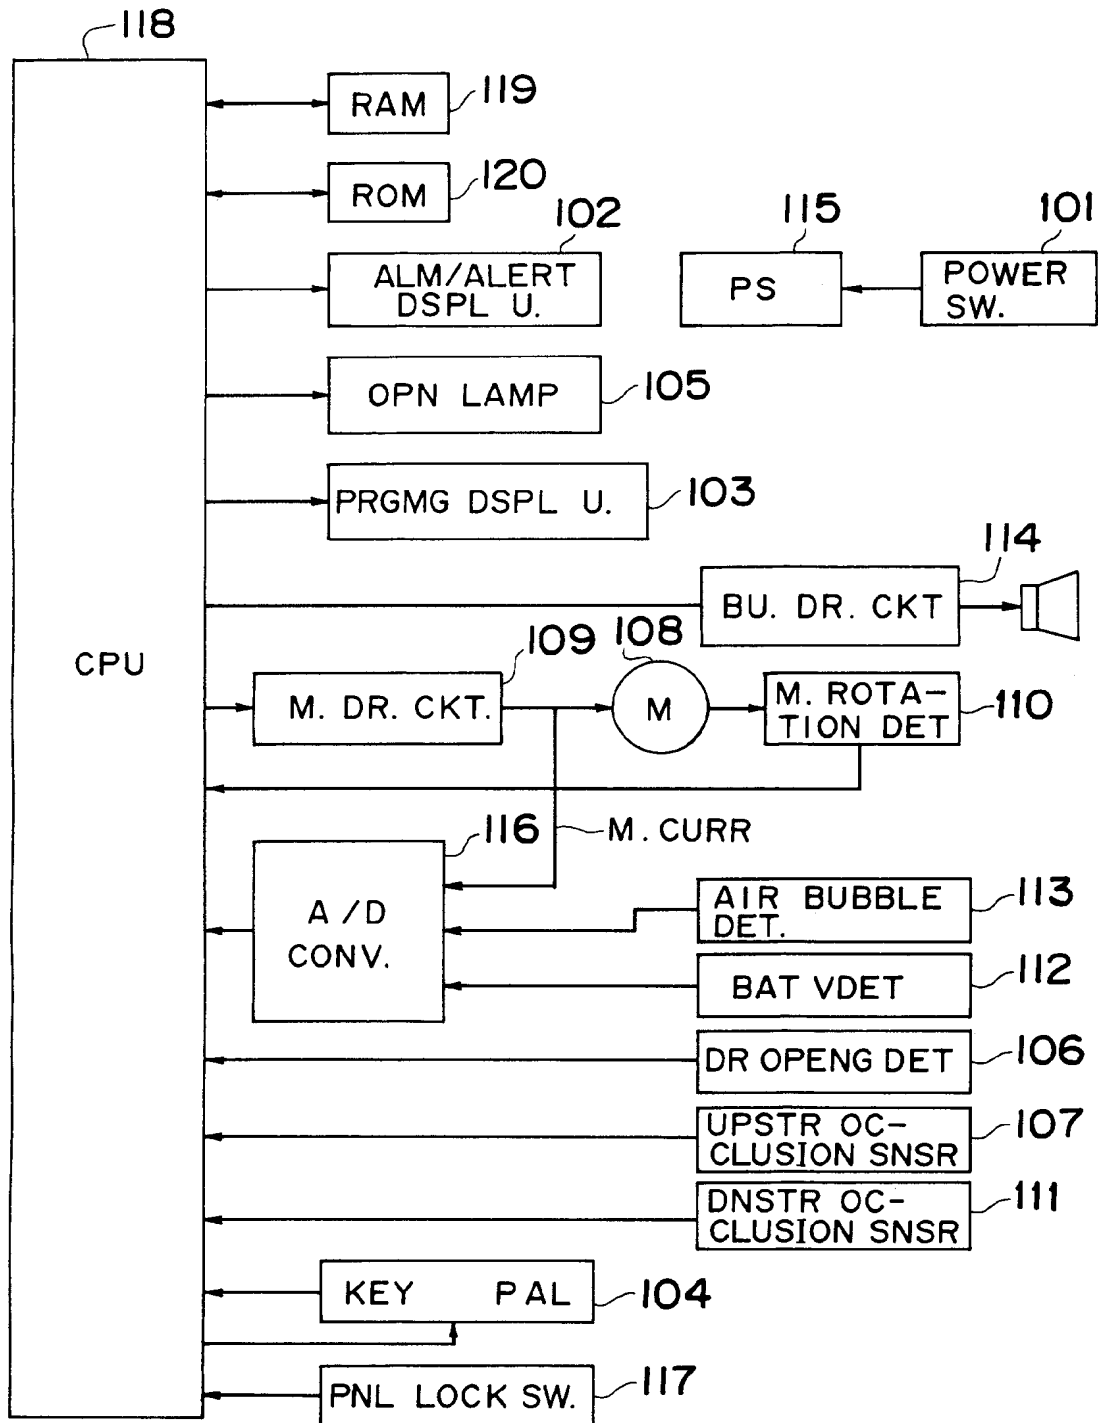 118
RAM
119
ROM
120
102
ALM/ALERT
DSPL U.
115
PS
101
POWER
SW.
OPN LAMP
105
PRGMG DSPL U.
103
114
BU. DR. CKT
CPU
109
M. DR. CKT.
108
M
M. ROTA-
TION DET
110
116
M. CURR
A/D
CONV.
AIR BUBBLE
DET.
113
BAT VDET
112
DR OPENG DET
106
UPSTR OC-
CLUSION SNSR
107
DNSTR OC-
CLUSION SNSR
111
KEY PAL
104
PNL LOCK SW.
117